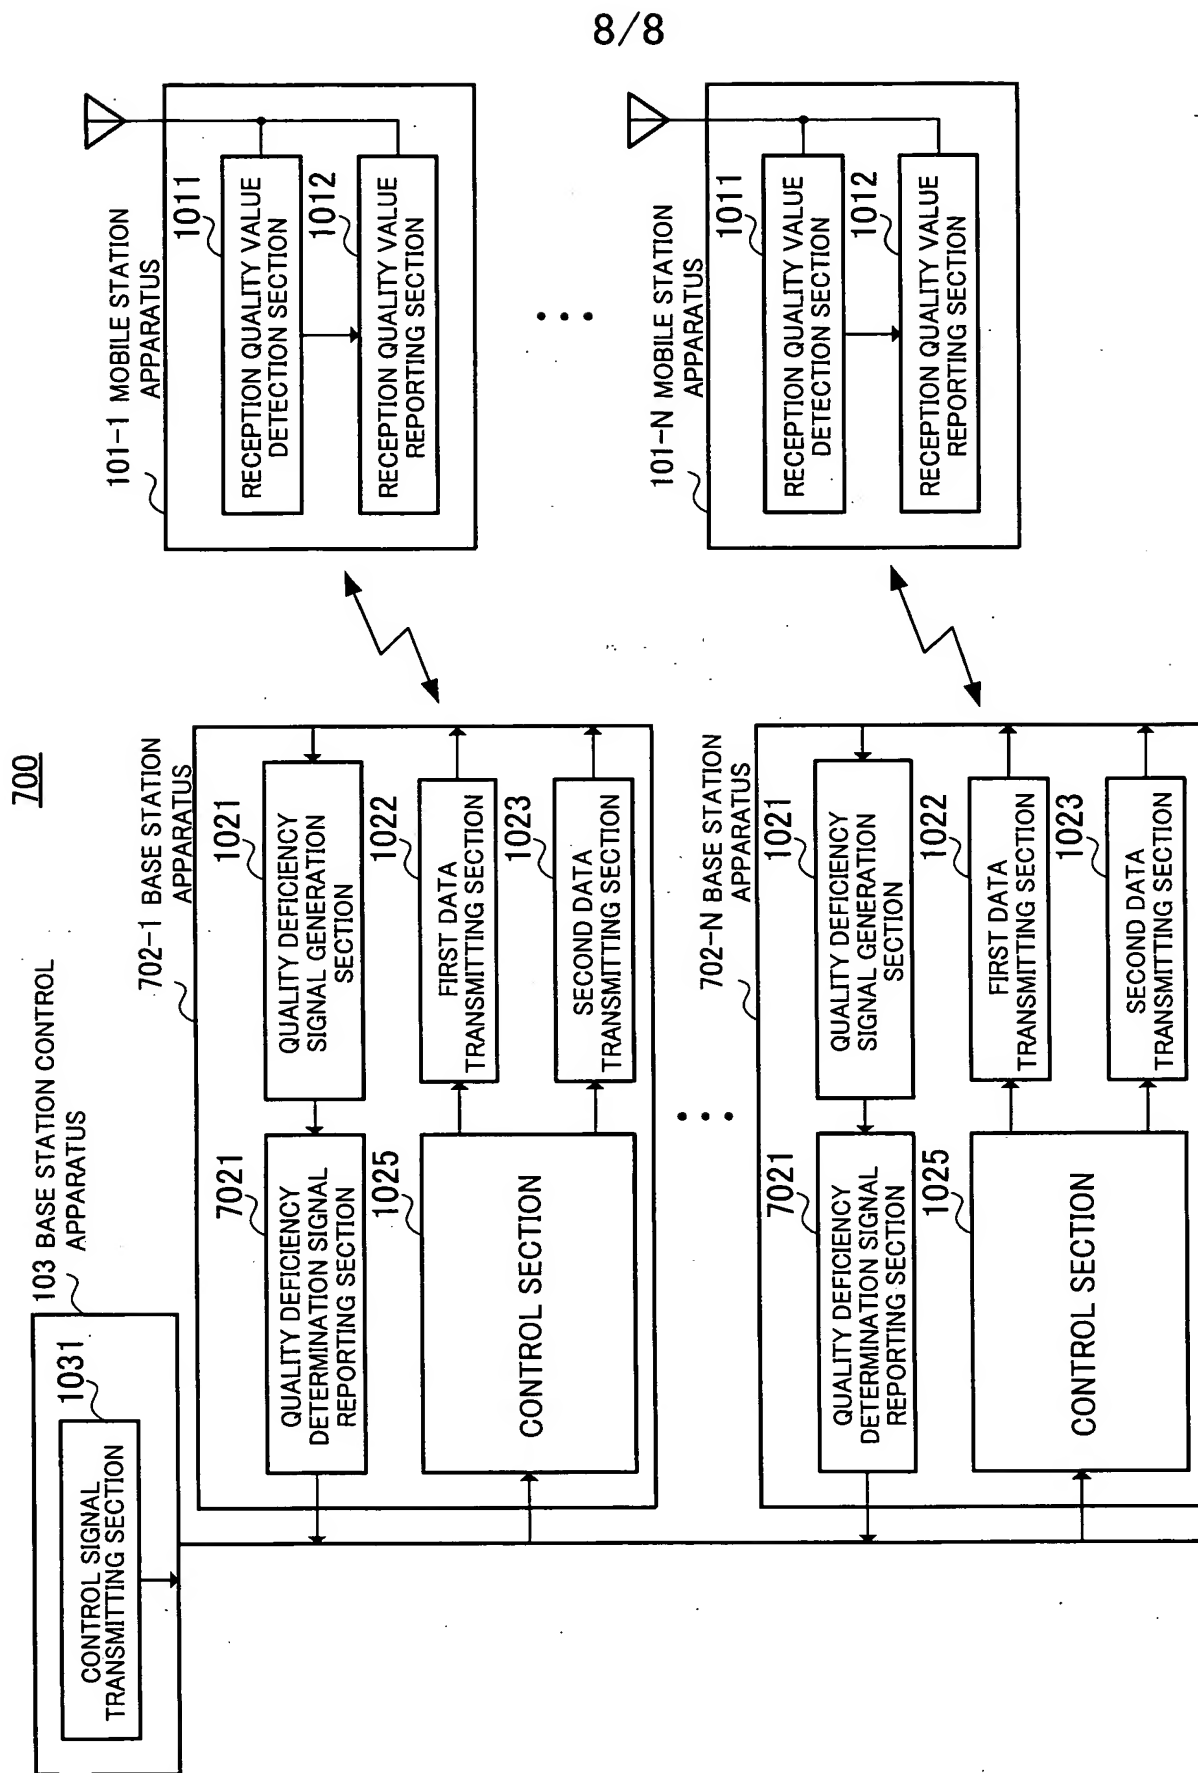 8/8
700
103 BASE STATION CONTROL
APPARATUS
1031
CONTROL SIGNAL
TRANSMITTING SECTION
702-1 BASE STATION
APPARATUS
7021
QUALITY DEFICIENCY
DETERMINATION SIGNAL
REPORTING SECTION
1021
QUALITY DEFICIENCY
SIGNAL GENERATION
SECTION
1025
CONTROL SECTION
1022
FIRST DATA
TRANSMITTING SECTION
1023
SECOND DATA
TRANSMITTING SECTION
101-1 MOBILE STATION
APPARATUS
1011
RECEPTION QUALITY VALUE
DETECTION SECTION
1012
RECEPTION QUALITY VALUE
REPORTING SECTION
702-N BASE STATION
APPARATUS
7021
QUALITY DEFICIENCY
DETERMINATION SIGNAL
REPORTING SECTION
1021
QUALITY DEFICIENCY
SIGNAL GENERATION
SECTION
1025
CONTROL SECTION
1022
FIRST DATA
TRANSMITTING SECTION
1023
SECOND DATA
TRANSMITTING SECTION
101-N MOBILE STATION
APPARATUS
1011
RECEPTION QUALITY VALUE
DETECTION SECTION
1012
RECEPTION QUALITY VALUE
REPORTING SECTION